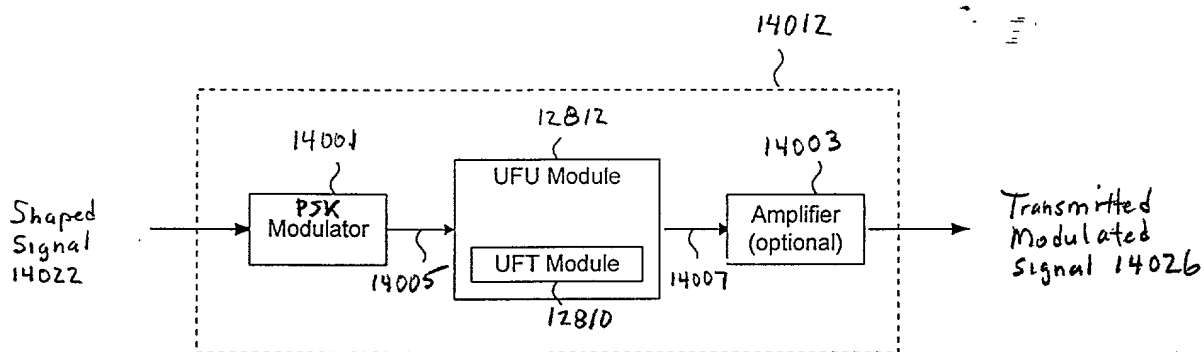 14012
12812
14001
14003
UFU Module
PSK
Modulator
Amplifier
(optional)
Shaped
Signal
14022
Transmitted
Modulated
Signal 14026
14005
UFT Module
14007
12810